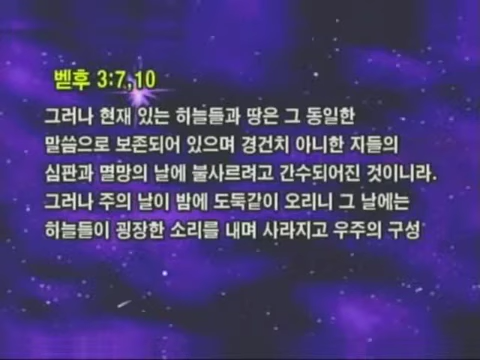 벧후 3:7,10
그러나 현재 있는 하늘들과 땅은 그 동일한
말씀으로 보존되어 있으며 경건치 아니한 자들의
심판과 멸망의 날에 불사르려고 간수되어진 것이니라.
그러나 주의 날이 밤에 도둑같이 오리니 그 날에는
하늘들이 굉장한 소리를 내며 사라지고 우주의 구성